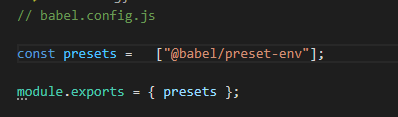 // babel.config.js
const presets =   ["@babel/preset-env"];
module.exports = { presets };